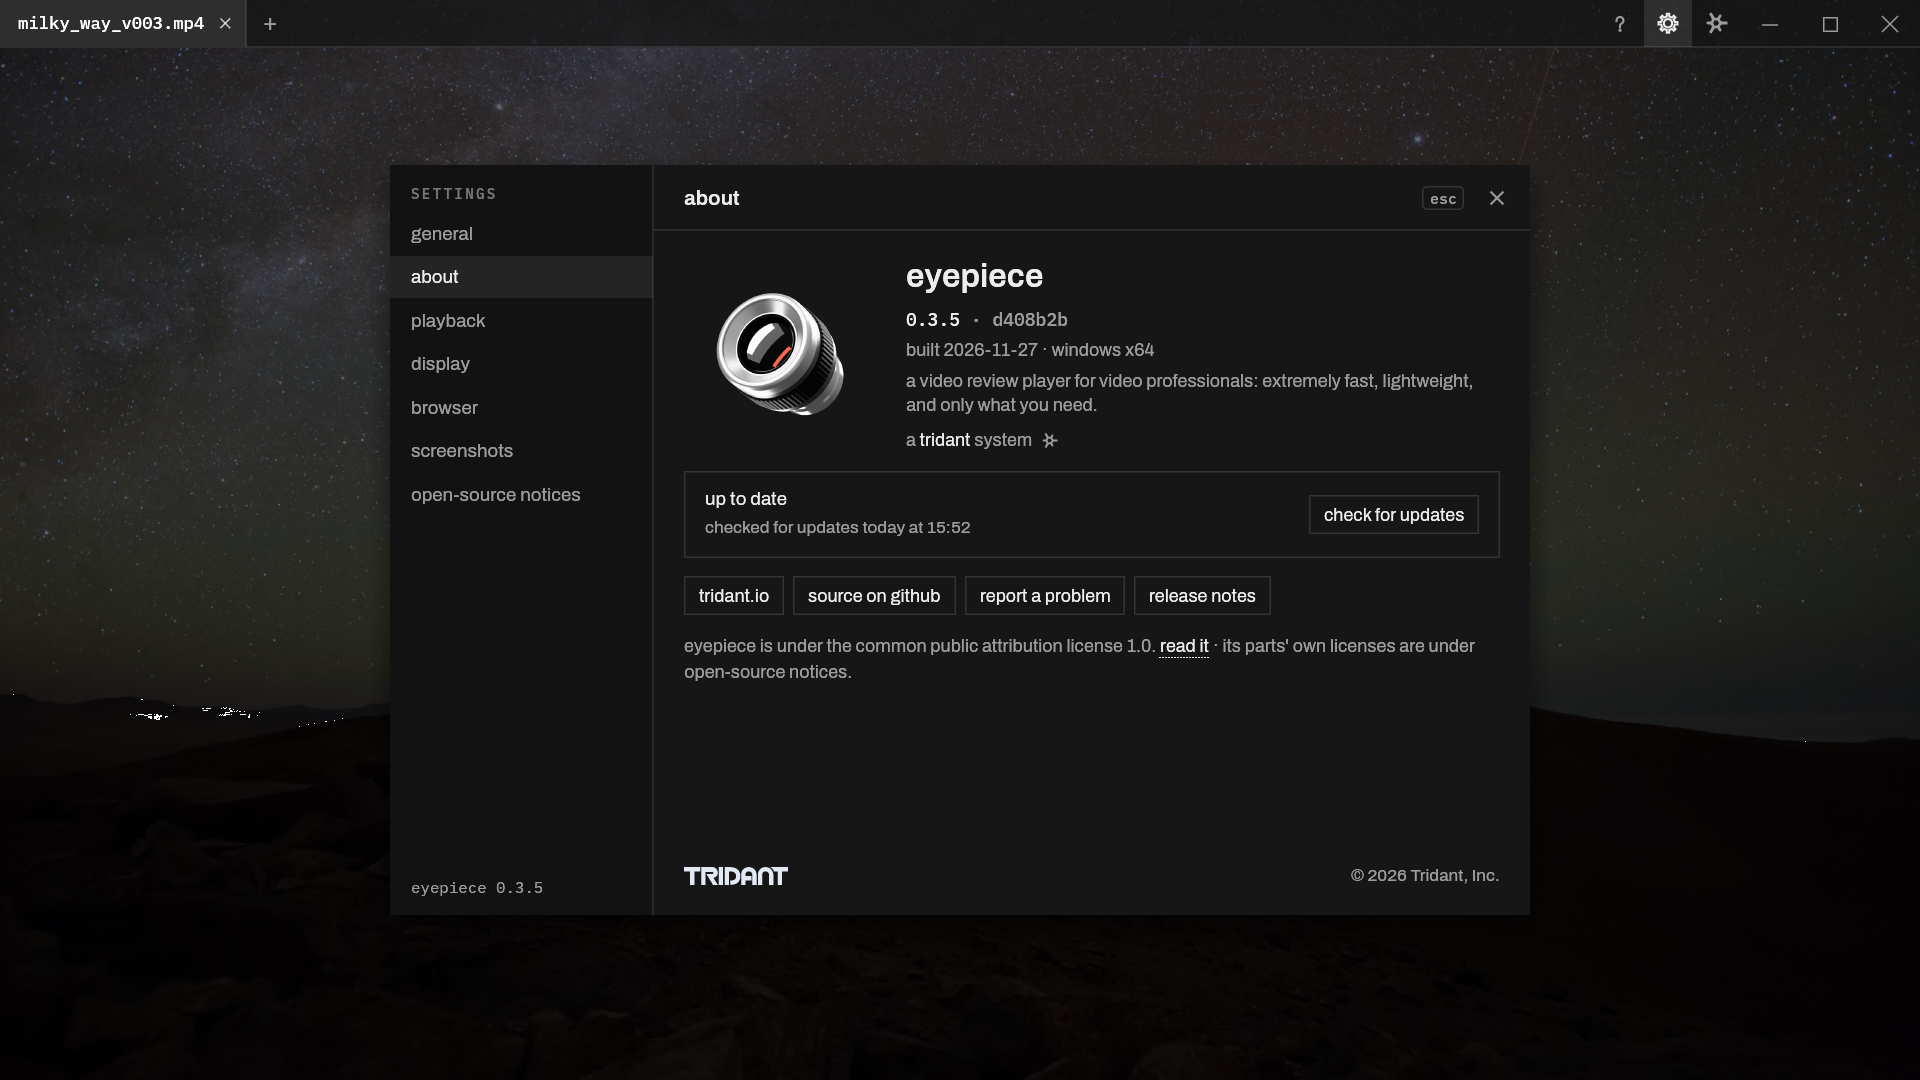 milky_way_v003.mp4
SETTINGS
general
about
playback
display
browser
screenshots
open-source notices
eyepiece 0.3.5
about
esc
eyepiece
0.3.5 · d408b2b
built 2026-11-27 · windows x64
a video review player for video professionals: extremely fast, lightweight,
and only what you need.
a tridant system
up to date
checked for updates today at 15:52
check for updates
tridant.io
source on github
report a problem
release notes
eyepiece is under the common public attribution license 1.0. read it · its parts' own licenses are under
open-source notices.
TRIDANT
© 2026 Tridant, Inc.